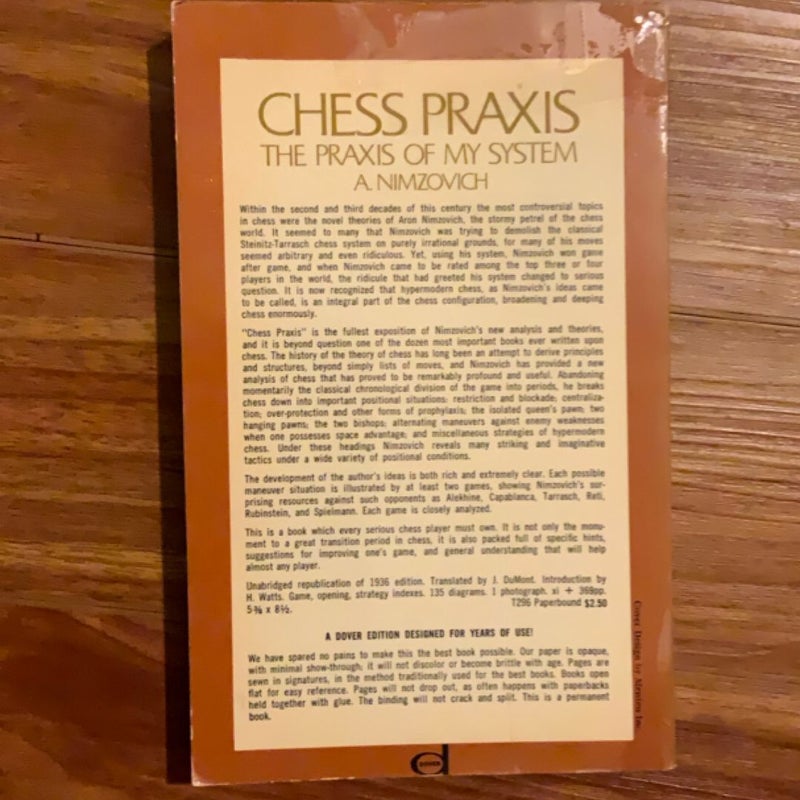 CHESS PRAXIS
THE PRAXIS OF MY SYSTEM
A. NIMZOVICH
Within the second and third decades of this century the most controversial topics
in chess were the novel theories of Aron Nimzovich, the stormy petrel of the chess
world. It seemed to many that Nimzovich was trying to demolish the classical
Steinitz-Tarrasch chess system on purely irrational grounds, for many of his moves
seemed arbitrary and even ridiculous. Yet, using his system, Nimzovich won game
after game, and when Nimzovich came to be rated among the top three or four
players in the world, the ridicule that had greeted his system changed to serious
question. It is now recognized that hypermodern chess, as Nimzovich's ideas came
to be called, is an integral part of the chess configuration, broadening and deeping
chess enormously.
"Chess Praxis" is the fullest exposition of Nimzovich's new analysis and theories,
and it is beyond question one of the dozen most important books ever written upon
chess. The history of the theory of chess has long been an attempt to derive principles
and structures, beyond simply lists of moves, and Nimzovich has provided a new
analysis of chess that has proved to be remarkably profound and useful. Abandoning
momentarily the classical chronological division of the game into periods, he breaks
chess down into important positional situations: restriction and blockade; centraliza-
tion; over-protection and other forms of prophylaxis; the isolated queen's pawn; two
hanging pawns; the two bishops; alternating maneuvers against enemy weaknesses
when one possesses space advantage; and miscellaneous strategies of hypermodern
chess. Under these headings Nimzovich reveals many striking and imaginative
tactics under a wide variety of positional conditions.
The development of the author's ideas is both rich and extremely clear. Each possible
maneuver situation is illustrated by at least two games, showing Nimzovich's sur-
prising resources against such opponents as Alekhine, Capablanca, Tarrasch, Reti,
Rubinstein, and Spielmann. Each game is closely analyzed.
This is a book which every serious chess player must own. It is not only the monu-
ment to a great transition period in chess, it is also packed full of specific hints,
suggestions for improving one's game, and general understanding that will help
almost any player.
Unabridged republication of 1936 edition. Translated by J. DuMont. Introduction by
H. Watts. Game, opening, strategy indexes. 135 diagrams. 1 photograph. xi + 369pp.
5⅜ x 8½. T296 Paperbound $2.50
A DOVER EDITION DESIGNED FOR YEARS OF USE!
We have spared no pains to make this the best book possible. Our paper is opaque,
with minimal show-through; it will not discolor or become brittle with age. Pages are
sewn in signatures, in the method traditionally used for the best books. Books open
flat for easy reference. Pages will not drop out, as often happens with paperbacks
held together with glue. The binding will not crack and split. This is a permanent
book.
Cover Design by
DOVER